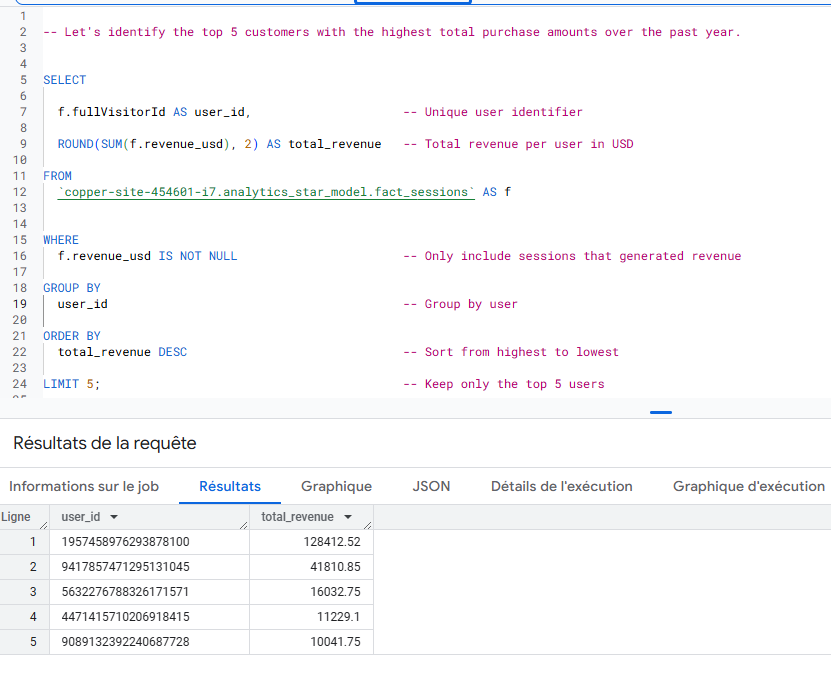 1
2 -- Let's identify the top 5 customers with the highest total purchase amounts over the past year.
3
4
5 SELECT
6
7 f.fullVisitorId AS user_id, -- Unique user identifier
8
9 ROUND(SUM(f.revenue_usd), 2) AS total_revenue -- Total revenue per user in USD
10
11 FROM
12 `copper-site-454601-i7.analytics_star_model.fact_sessions` AS f
13
14
15 WHERE
16 f.revenue_usd IS NOT NULL -- Only include sessions that generated revenue
17
18 GROUP BY
19 user_id -- Group by user
20
21 ORDER BY
22 total_revenue DESC -- Sort from highest to lowest
23
24 LIMIT 5; -- Keep only the top 5 users
Résultats de la requête
Informations sur le job Résultats Graphique JSON Détails de l'exécution Graphique d'exécution
Ligne user_id total_revenue
1 1957458976293878100 128412.52
2 9417857471295131045 41810.85
3 5632276788326171571 16032.75
4 4471415710206918415 11229.1
5 9089132392240687728 10041.75